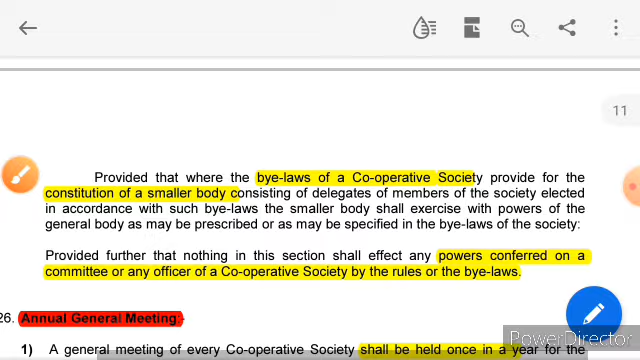 11
Provided that where the bye-laws of a Co-operative Society provide for the
constitution of a smaller body consisting of delegates of members of the society elected
in accordance with such bye-laws the smaller body shall exercise with powers of the
general body as may be prescribed or as may be specified in the bye-laws of the society:
Provided further that nothing in this section shall effect any powers conferred on a
committee or any officer of a Co-operative Society by the rules or the bye-laws.
26. Annual General Meeting:-
1) A general meeting of every Co-operative Society shall be held once in a year for the
PowerDirector